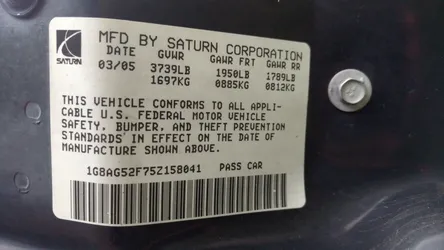 MFD BY SATURN CORPORATION
SATURN
DATE GVWR GAWR FRT GAWR RR
03/05 3739LB 1950LB 1789LB
1697KG 0885KG 0812KG
THIS VEHICLE CONFORMS TO ALL APPLI-
CABLE U.S. FEDERAL MOTOR VEHICLE
SAFETY, BUMPER, AND THEFT PREVENTION
STANDARDS IN EFFECT ON THE DATE OF
MANUFACTURE SHOWN ABOVE.
1G8AG52F75Z158041 PASS CAR